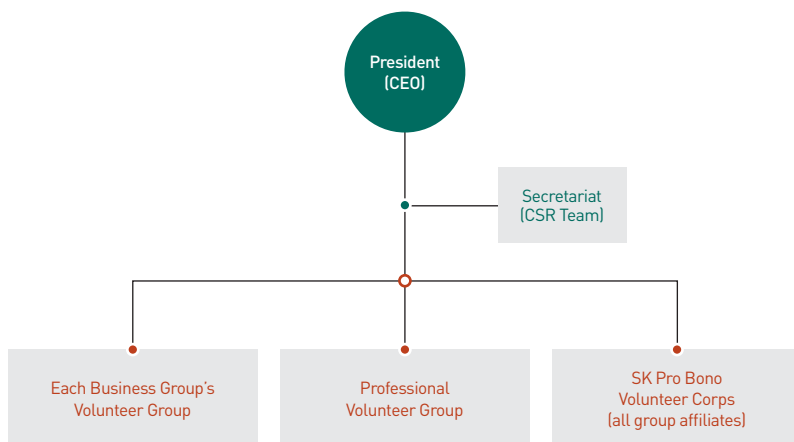 President
(CEO)
Secretariat
(CSR Team)
Each Business Group's
Volunteer Group
Professional
Volunteer Group
SK Pro Bono
Volunteer Corps
(all group affiliates)